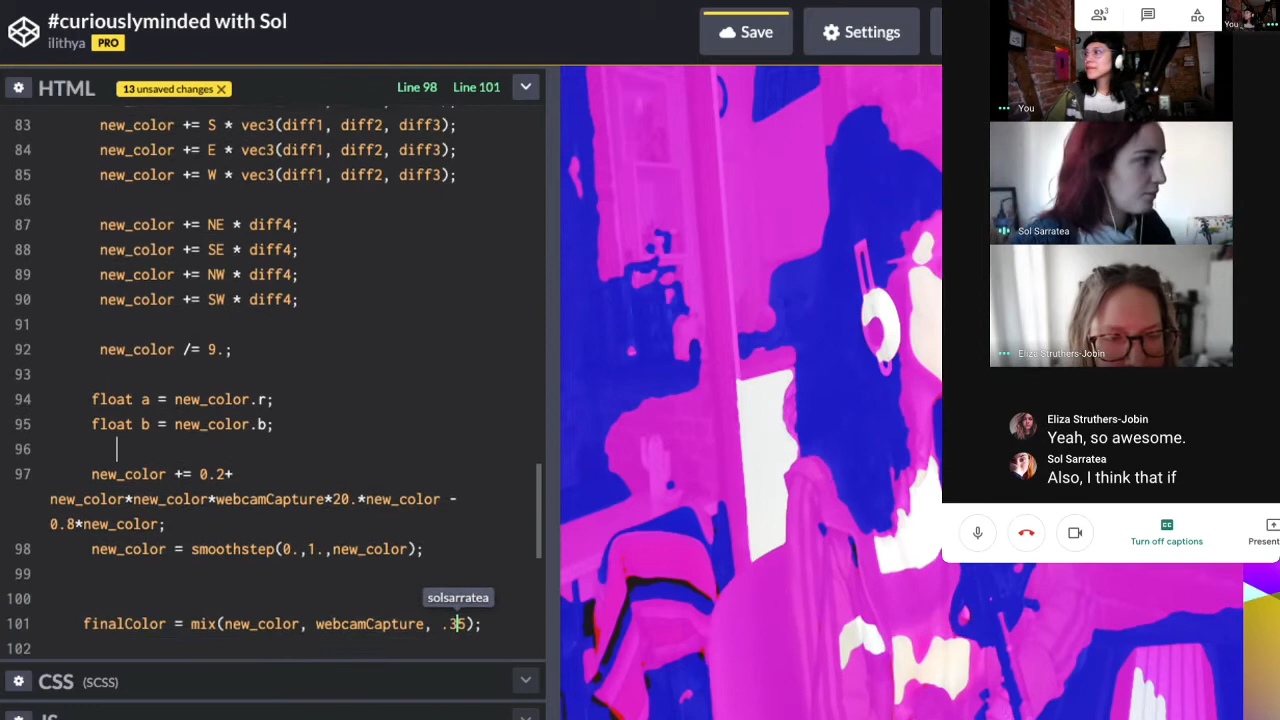 #curiouslyminded with Sol
ilithya PRO
Save
Settings
HTML
13 unsaved changes X
Line 98 Line 101
83 new_color += S * vec3(diff1, diff2, diff3);
84 new_color += E * vec3(diff1, diff2, diff3);
85 new_color += W * vec3(diff1, diff2, diff3);
86
87 new_color += NE * diff4;
88 new_color += SE * diff4;
89 new_color += NW * diff4;
90 new_color += SW * diff4;
91
92 new_color /= 9.;
93
94 float a = new_color.r;
95 float b = new_color.b;
96
97 new_color += 0.2+
new_color*new_color*webcamCapture*20.*new_color -
0.8*new_color;
98 new_color = smoothstep(0.,1.,new_color);
99
100
solsarratea
101 finalColor = mix(new_color, webcamCapture, .35);
102
CSS (SCSS)
JS
3
You
You
Sol Sarratea
Eliza Struthers-Jobin
Eliza Struthers-Jobin
Yeah, so awesome.
Sol Sarratea
Also, I think that if
Turn off captions
Present